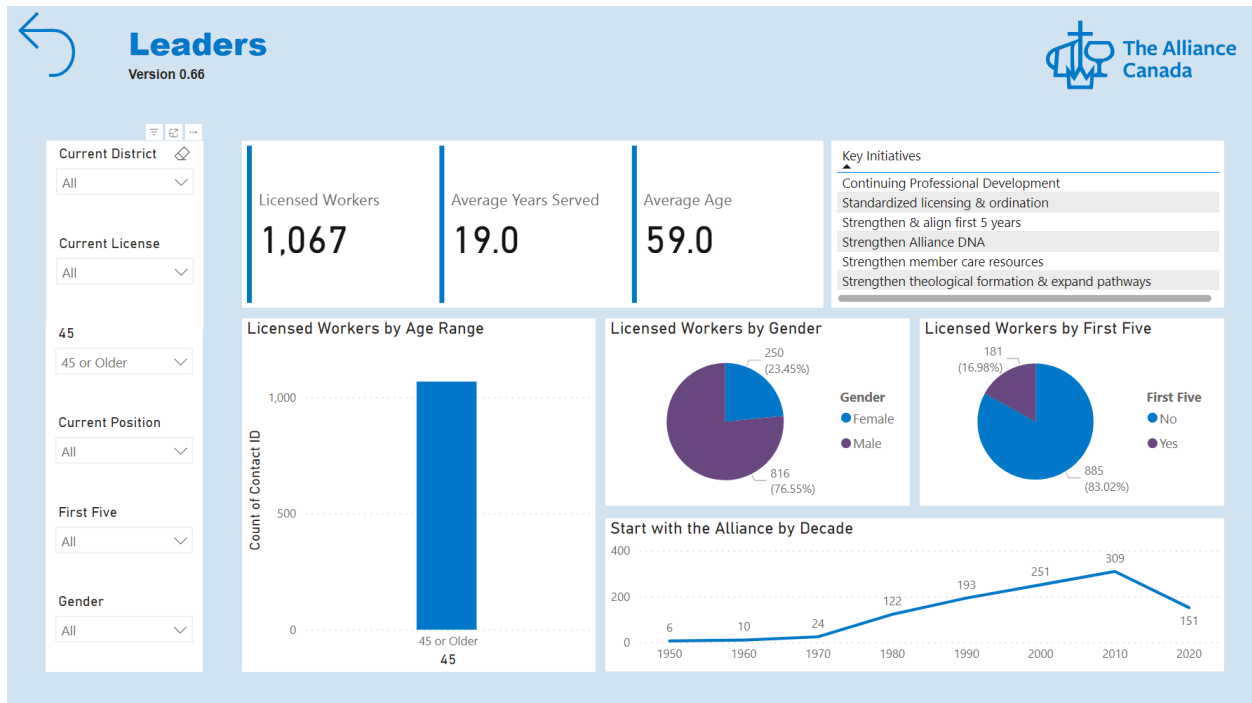 Leaders
Version 0.66
The Alliance
Canada
Current District
All
Current License
All
45
45 or Older
Current Position
All
First Five
All
Gender
All
Licensed Workers
1,067
Average Years Served
19.0
Average Age
59.0
Key Initiatives
Continuing Professional Development
Standardized licensing & ordination
Strengthen & align first 5 years
Strengthen Alliance DNA
Strengthen member care resources
Strengthen theological formation & expand pathways
Licensed Workers by Age Range
Count of Contact ID
1,000
500
0
45 or Older
45
Licensed Workers by Gender
250
(23.45%)
816
(76.55%)
Gender
Female
Male
Licensed Workers by First Five
181
(16.98%)
885
(83.02%)
First Five
No
Yes
Start with the Alliance by Decade
400
200
0
6
10
24
122
193
251
309
151
1950
1960
1970
1980
1990
2000
2010
2020